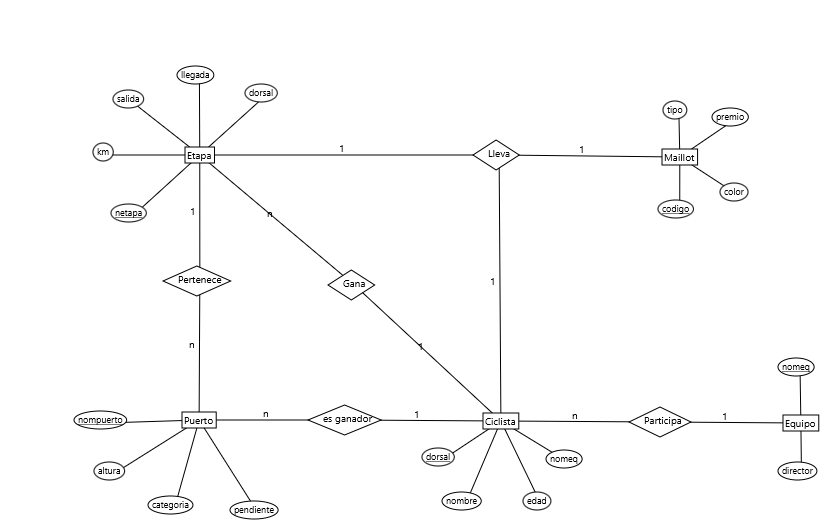 llegada
dorsal
salida
tipo
premio
km
Etapa
1
Lleva
1
Maillot
color
netapa
1
n
codigo
Pertenece
Gana
1
n
1
nomeq
nompuerto
Puerto
n
es ganador
1
Ciclista
n
Participa
1
Equipo
dorsal
nomeq
altura
director
categoria
pendiente
nombre
edad